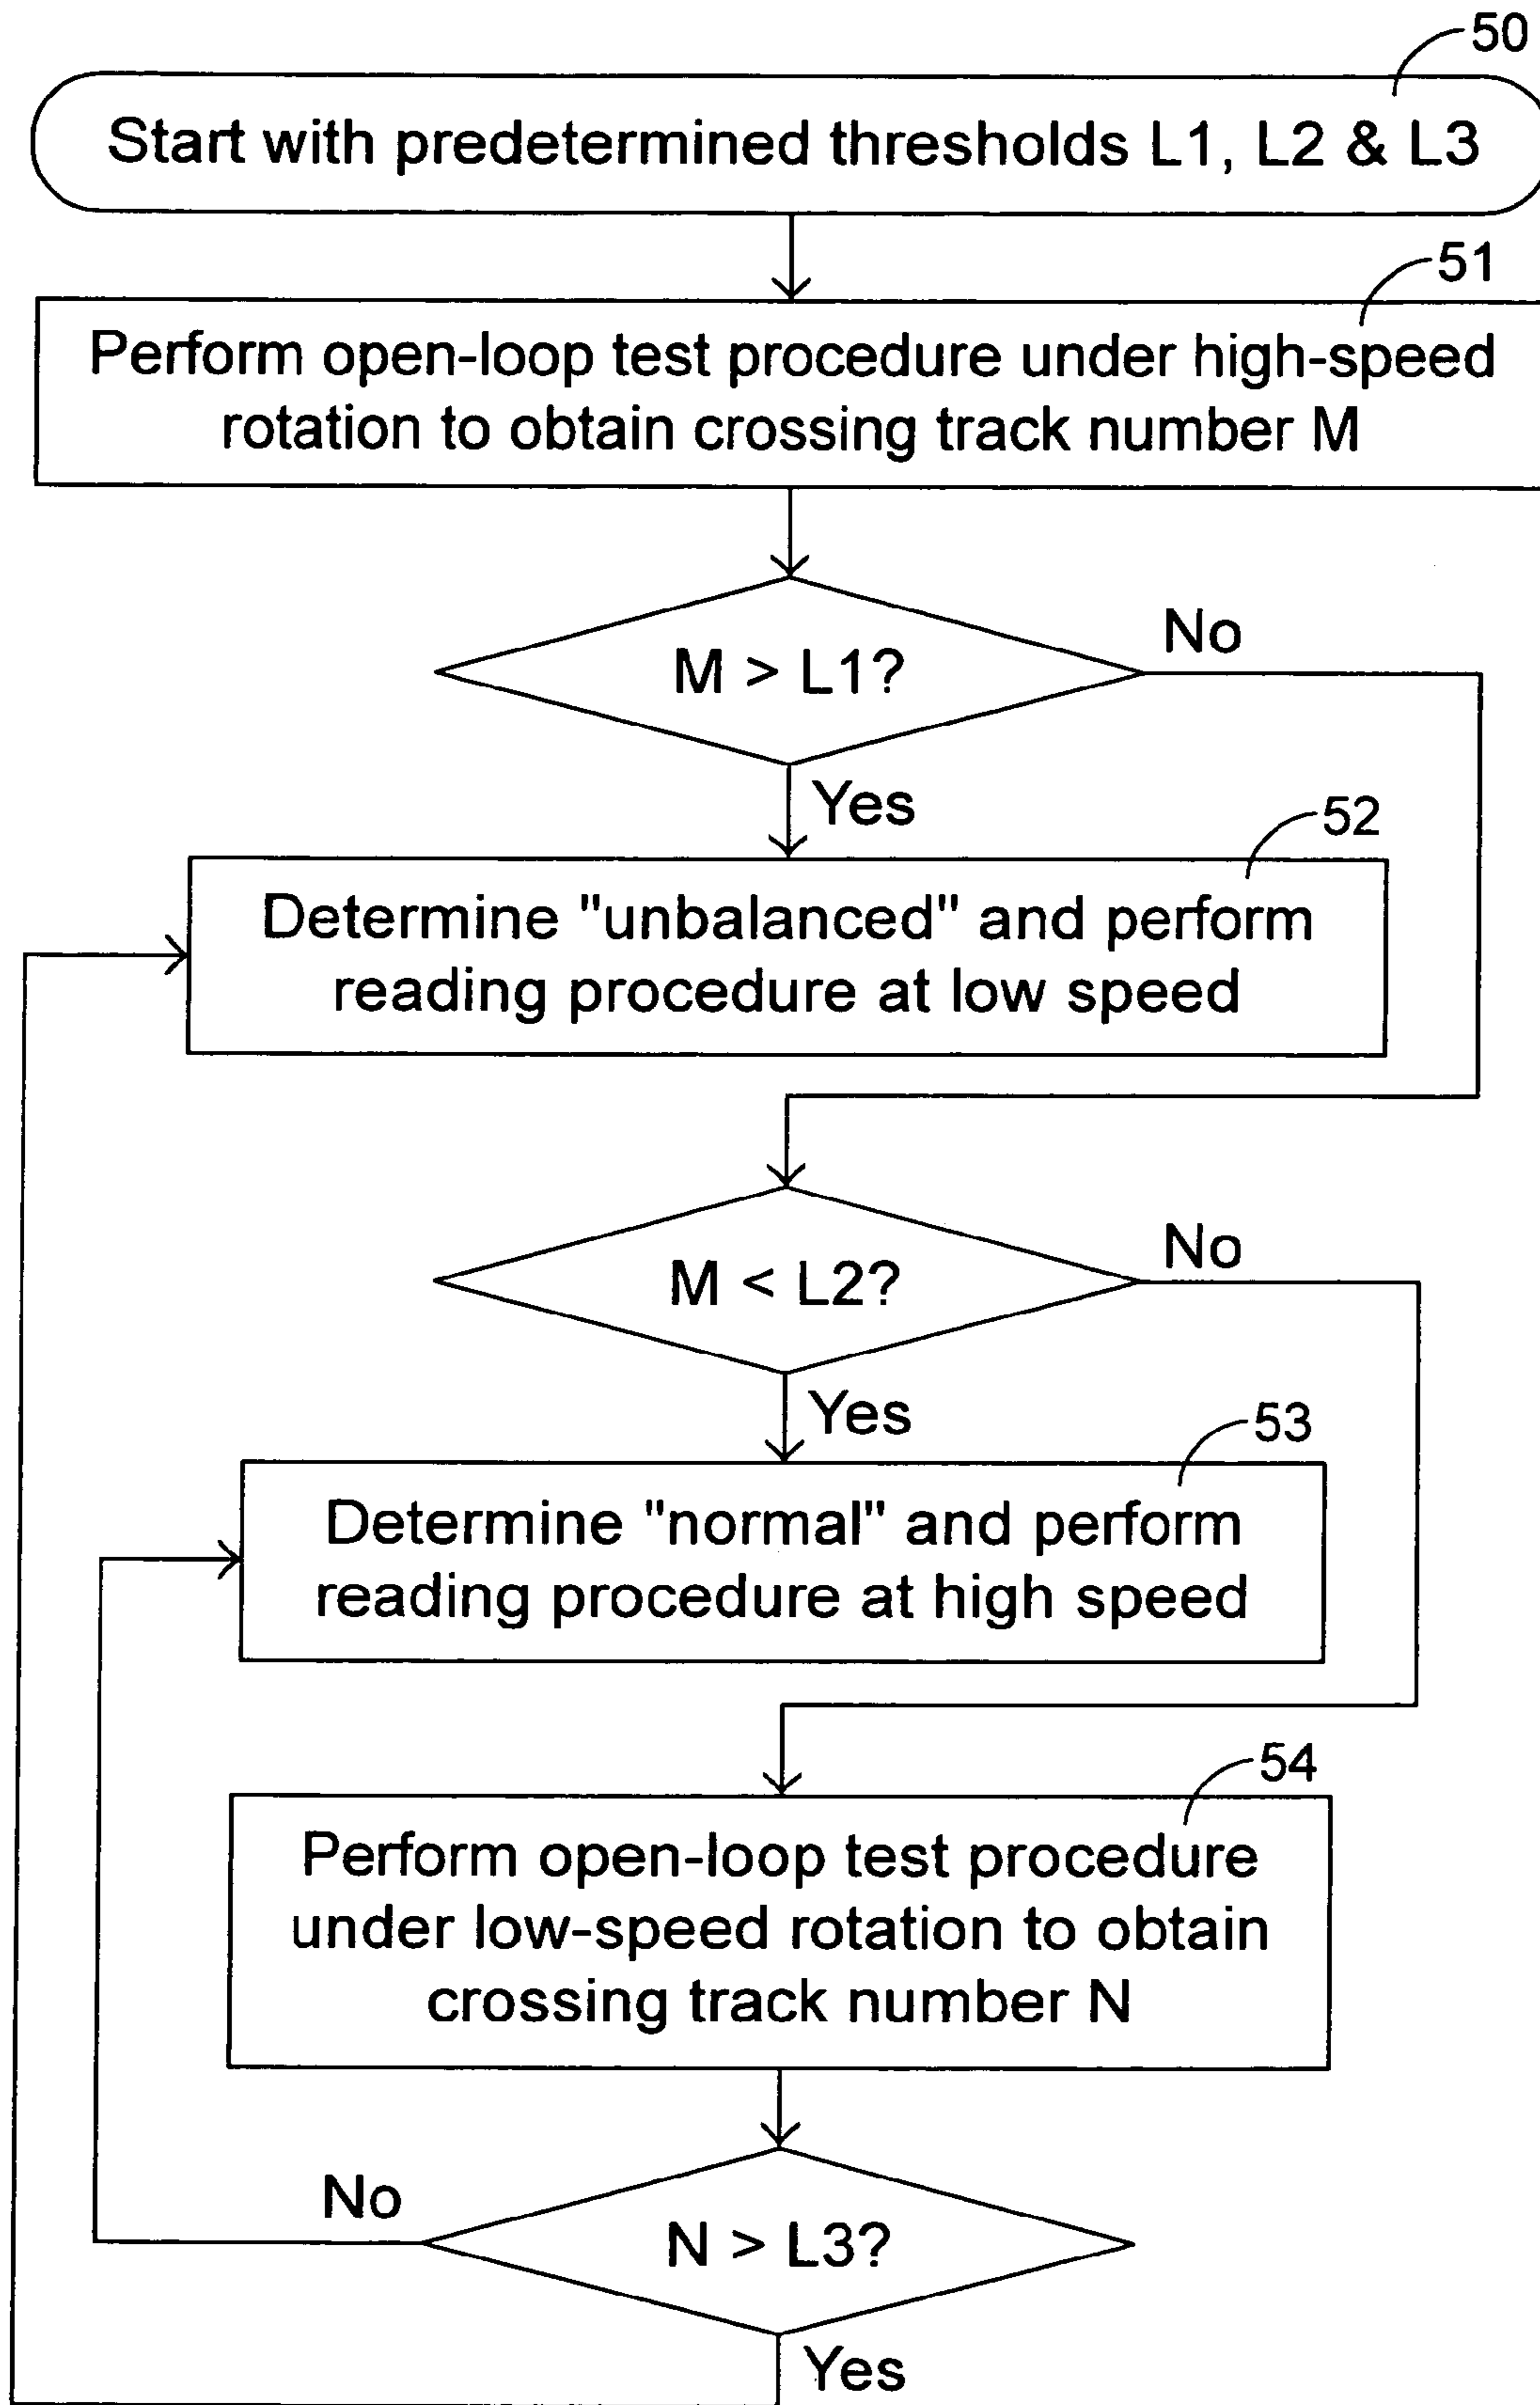 50
Start with predetermined thresholds L1, L2 & L3
51
Perform open-loop test procedure under high-speed
rotation to obtain crossing track number M
M > L1?
No
Yes
52
Determine "unbalanced" and perform
reading procedure at low speed
M < L2?
No
Yes
53
Determine "normal" and perform
reading procedure at high speed
54
Perform open-loop test procedure
under low-speed rotation to obtain
crossing track number N
No
N > L3?
Yes